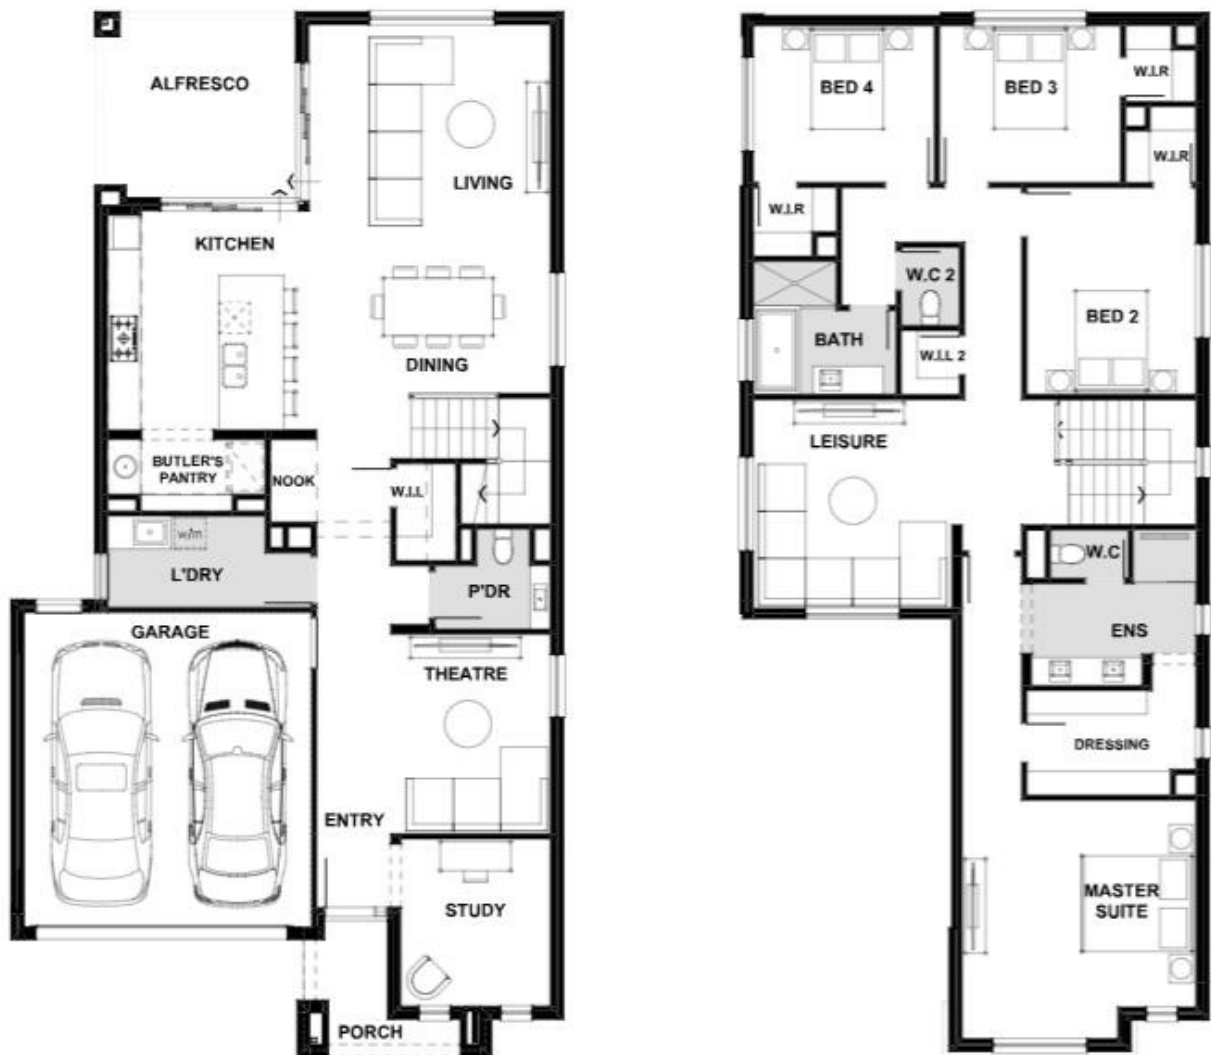 ALFRESCO
LIVING
KITCHEN
DINING
BUTLER'S
PANTRY
NOOK
W.I.L
w/m
L'DRY
P'DR
GARAGE
THEATRE
ENTRY
STUDY
PORCH
BED 4
BED 3
W.I.R
W.I.R
W.I.R
W.C 2
BED 2
BATH
W.I.L 2
LEISURE
W.C
ENS
DRESSING
MASTER
SUITE